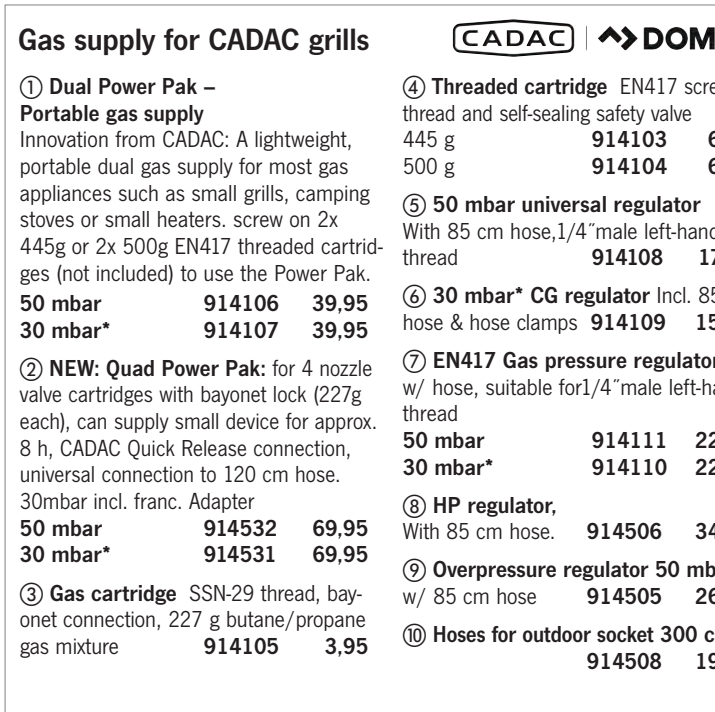 Gas supply for CADAC grills
CADAC
① Dual Power Pak –
Portable gas supply
Innovation from CADAC: A lightweight,
portable dual gas supply for most gas
appliances such as small grills, camping
stoves or small heaters. screw on 2x
445g or 2x 500g EN417 threaded cartrid-
ges (not included) to use the Power Pak.
50 mbar 914106 39,95
30 mbar* 914107 39,95
② NEW: Quad Power Pak: for 4 nozzle
valve cartridges with bayonet lock (227g
each), can supply small device for approx.
8 h, CADAC Quick Release connection,
universal connection to 120 cm hose.
30mbar incl. franc. Adapter
50 mbar 914532 69,95
30 mbar* 914531 69,95
③ Gas cartridge SSN-29 thread, bay-
onet connection, 227 g butane/propane
gas mixture 914105 3,95
④ Threaded cartridge EN417
thread and self-sealing safety valve
445 g 914103
500 g 914104
⑤ 50 mbar universal regulator
With 85 cm hose,1/4˝male
thread 914108
⑥ 30 mbar* CG regulator Incl.
hose & hose clamps 914109
⑦ EN417 Gas pressure regulator
w/ hose, suitable for1/4˝male
thread
50 mbar 914111
30 mbar* 914110
⑧ HP regulator,
With 85 cm hose. 914506
⑨ Overpressure regulator 50
w/ 85 cm hose 914505
⑩ Hoses for outdoor socket 300
914508